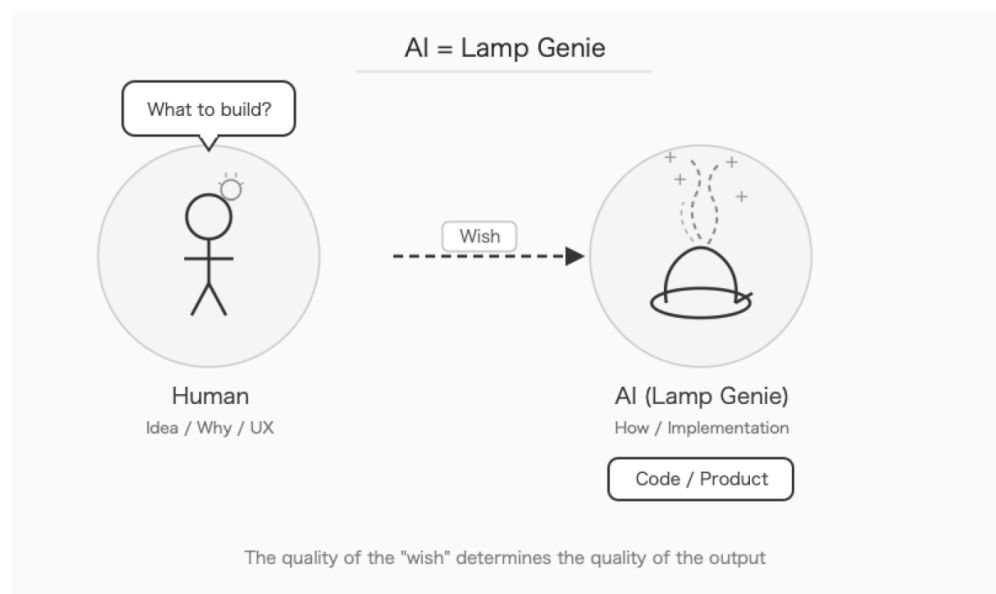 AI = Lamp Genie
What to build?
Wish
Human
Idea / Why / UX
AI (Lamp Genie)
How / Implementation
Code / Product
The quality of the "wish" determines the quality of the output